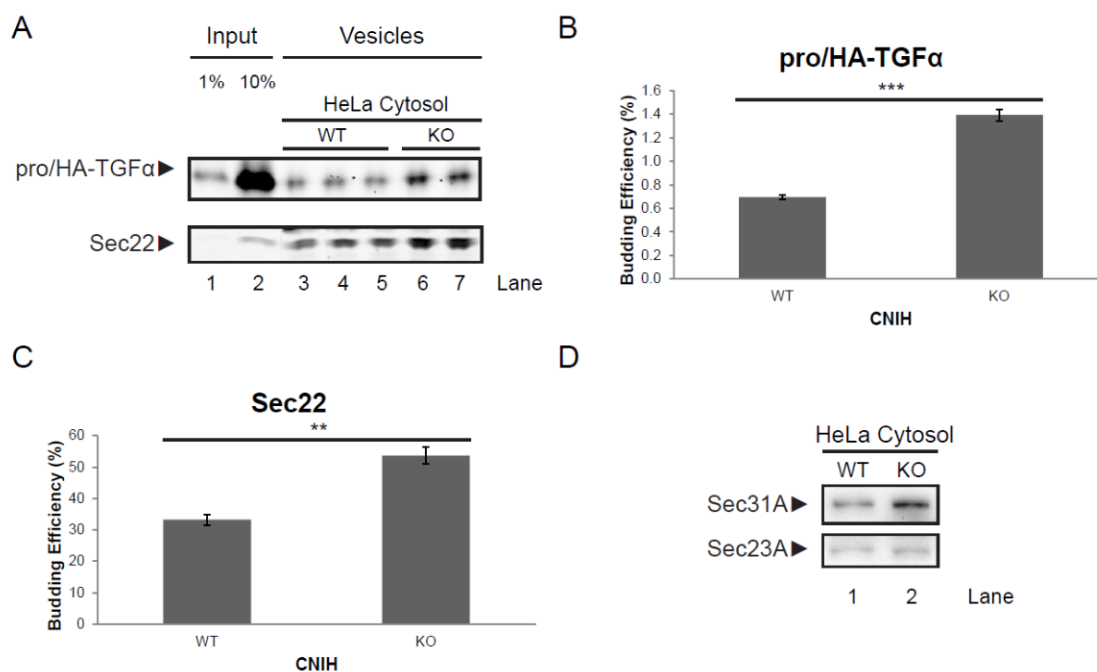 A
Input Vesicles
1% 10%
HeLa Cytosol
WT KO
pro/HA-TGFα
Sec22
1 2 3 4 5 6 7 Lane
B
pro/HA-TGFα
***
Budding Efficiency (%)
1.6
1.4
1.2
1.0
0.8
0.6
0.4
0.2
0.0
WT KO
CNIH
C
Sec22
**
Budding Efficiency (%)
60
50
40
30
20
10
0
WT KO
CNIH
D
HeLa Cytosol
WT KO
Sec31A
Sec23A
1 2 Lane